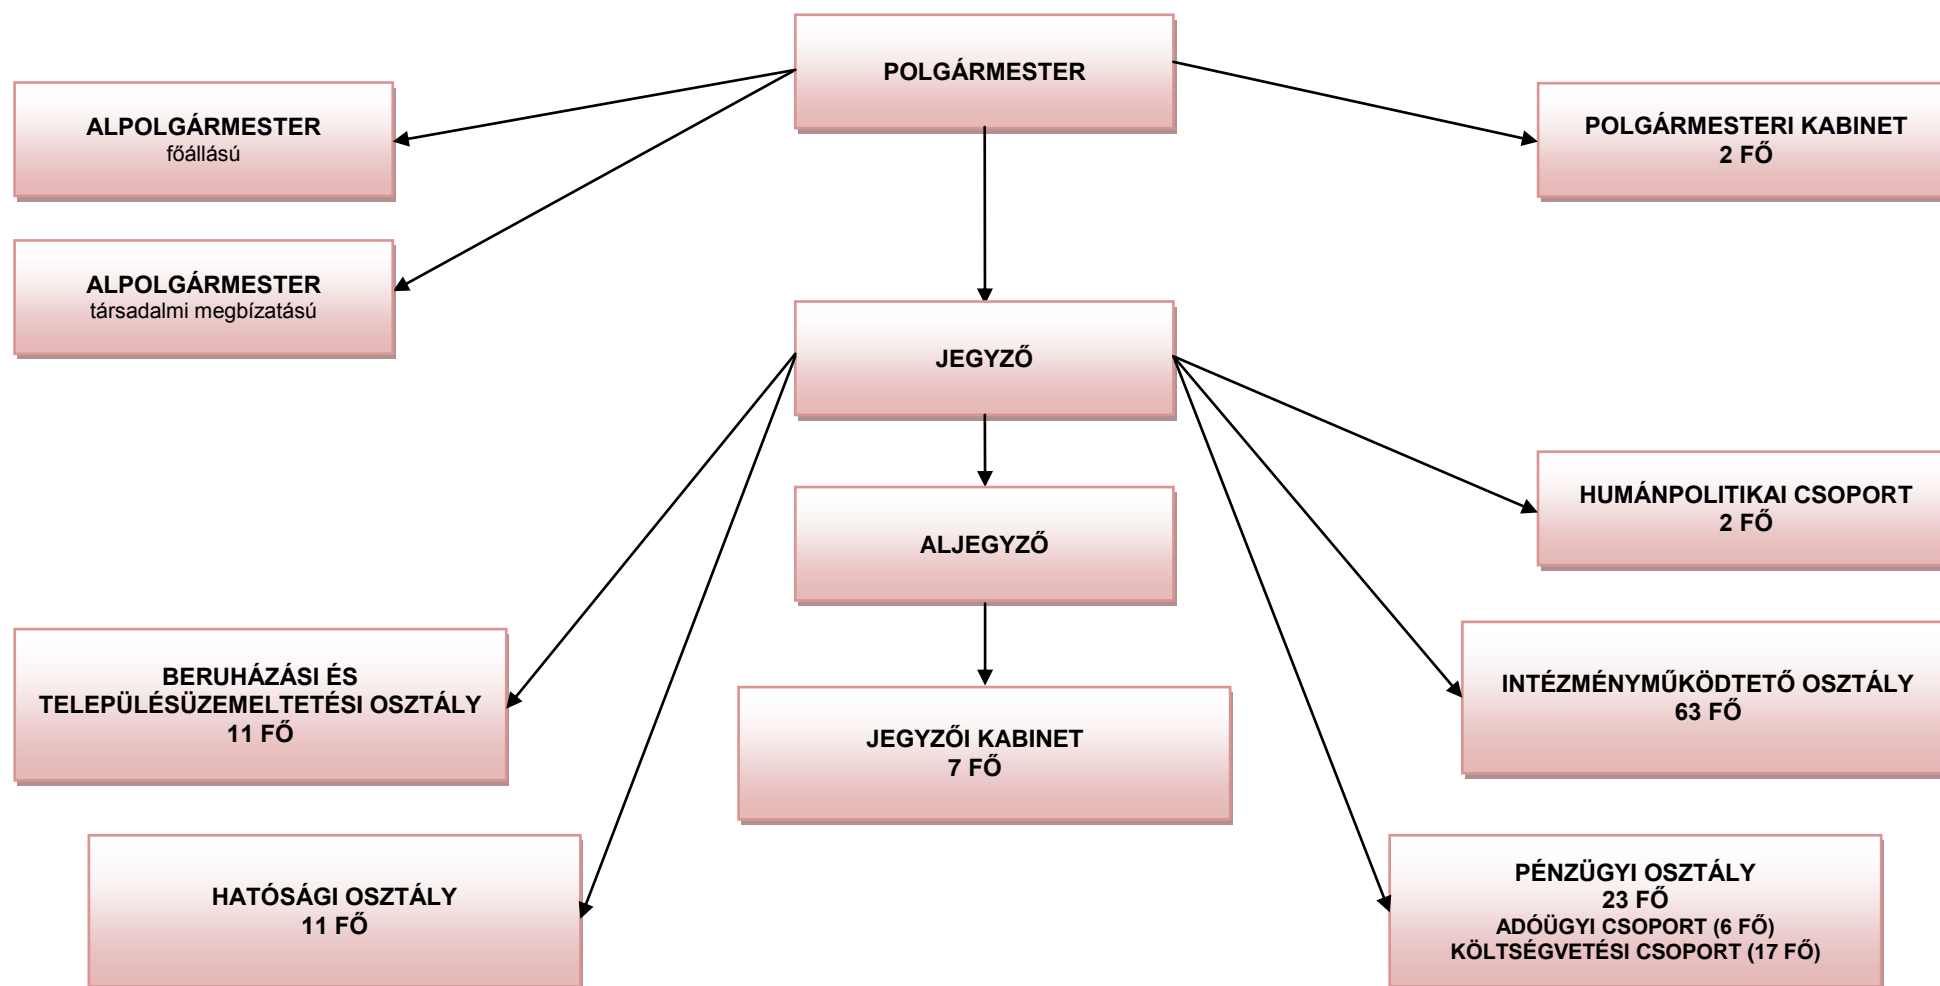 POLGÁRMESTER
ALPOLGÁRMESTER
főállású
POLGÁRMESTERI KABINET
2 FŐ
ALPOLGÁRMESTER
társadalmi megbízatású
JEGYZŐ
HUMÁNPOLITIKAI CSOPORT
2 FŐ
ALJEGYZŐ
BERUHÁZÁSI ÉS
TELEPÜLÉSÜZEMELTETÉSI OSZTÁLY
11 FŐ
INTÉZMÉNYMŰKÖDTETŐ OSZTÁLY
63 FŐ
JEGYZŐI KABINET
7 FŐ
HATÓSÁGI OSZTÁLY
11 FŐ
PÉNZÜGYI OSZTÁLY
23 FŐ
ADÓÜGYI CSOPORT (6 FŐ)
KÖLTSÉGVETÉSI CSOPORT (17 FŐ)